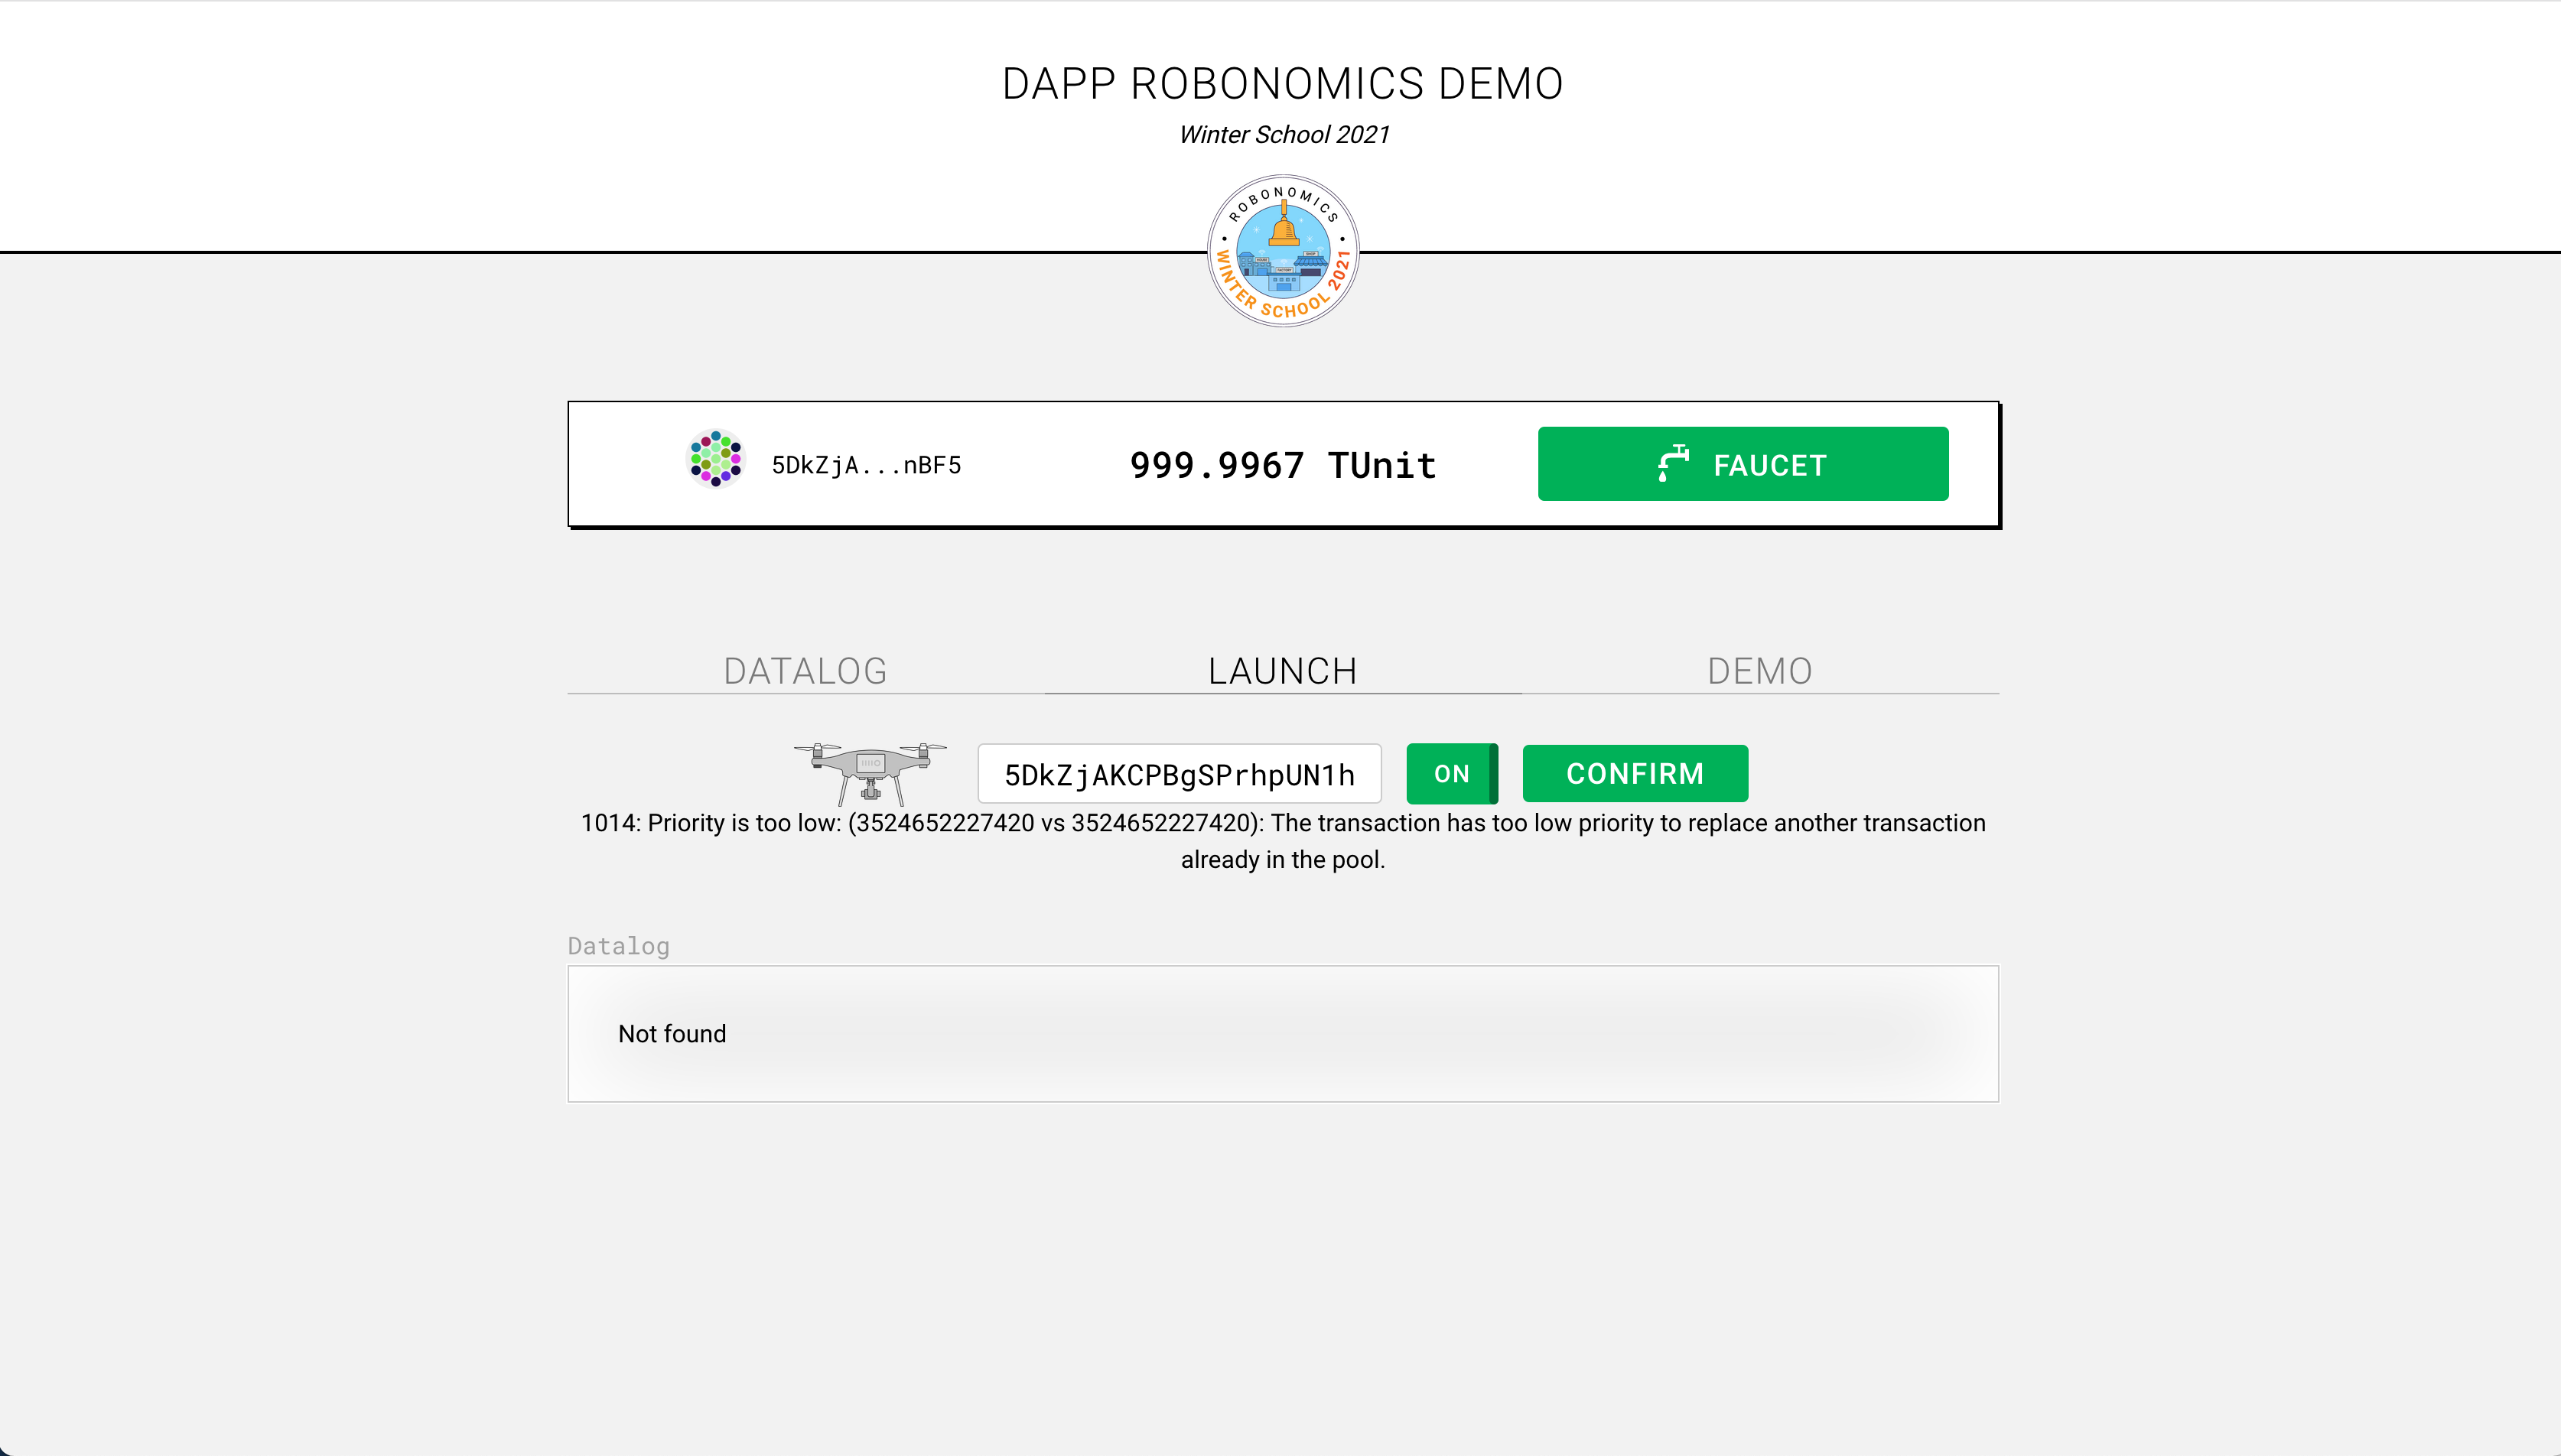 DAPP ROBONOMICS DEMO
Winter School 2021
• ROBONOMICS •
WINTER SCHOOL 2021
5DkZjA...nBF5
999.9967 TUnit
FAUCET
DATALOG
LAUNCH
DEMO
5DkZjAKCPBgSPrhpUN1h
ON
CONFIRM
1014: Priority is too low: (3524652227420 vs 3524652227420): The transaction has too low priority to replace another transaction
already in the pool.
Datalog
Not found